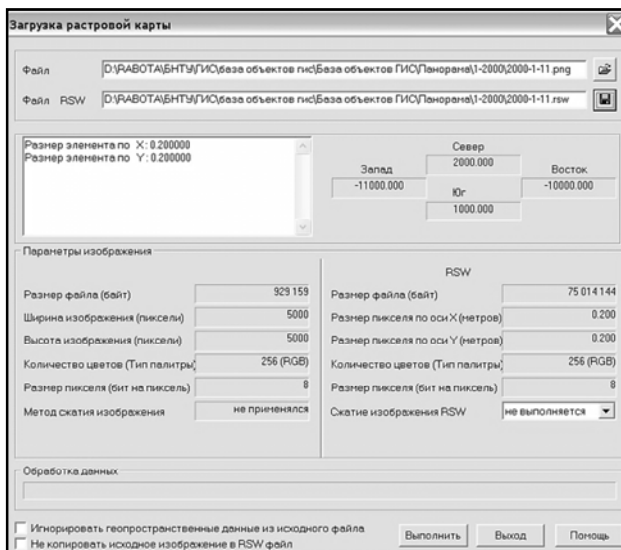 Загрузка растровой карты
Файл D:\РАБОТА\БНТУ\ГИС\база объектов гис\База объектов ГИС\Панорама\1-2000\2000-1-11.png
Файл RSW D:\РАБОТА\БНТУ\ГИС\база объектов гис\База объектов ГИС\Панорама\1-2000\2000-1-11.rsw
Размер элемента по X: 0.200000
Размер элемента по Y: 0.200000
Север
2000.000
Запад
Восток
-11000.000
Юг
-10000.000
1000.000
Параметры изображения
Размер файла (байт) 929 159
Ширина изображения (пиксели) 5000
Высота изображения (пиксели) 5000
Количество цветов (Тип палитры) 256 (RGB)
Размер пикселя (бит на пиксель) 8
Метод сжатия изображения не применялся
RSW
Размер файла (байт) 75 014 144
Размер пикселя по оси X (метров) 0.200
Размер пикселя по оси Y (метров) 0.200
Количество цветов (Тип палитры) 256 (RGB)
Размер пикселя (бит на пиксель) 8
Сжатие изображения RSW не выполняется
Обработка данных
Игнорировать геопространственные данные из исходного файла
Не копировать исходное изображение в RSW файл
Выполнить Выход Помощь